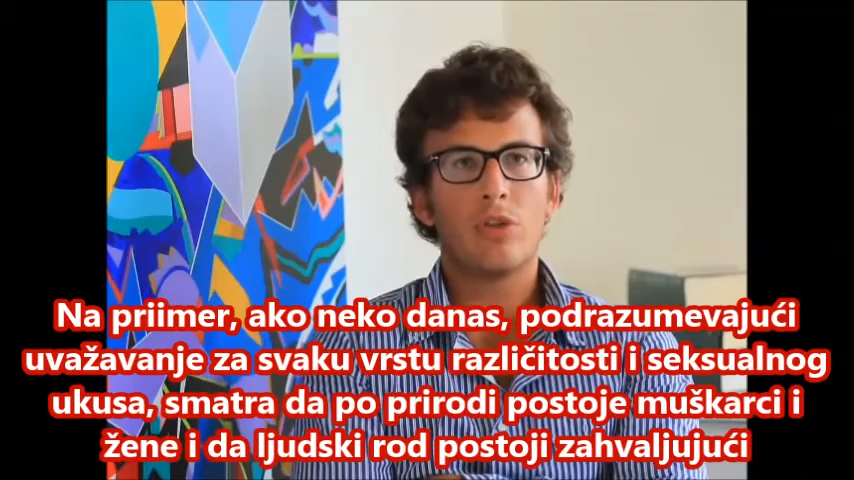 Na priimer, ako neko danas, podrazumevajući
uvažavanje za svaku vrstu različitosti i seksualnog
ukusa, smatra da po prirodi postoje muškarci i
žene i da ljudski rod postoji zahvaljujući